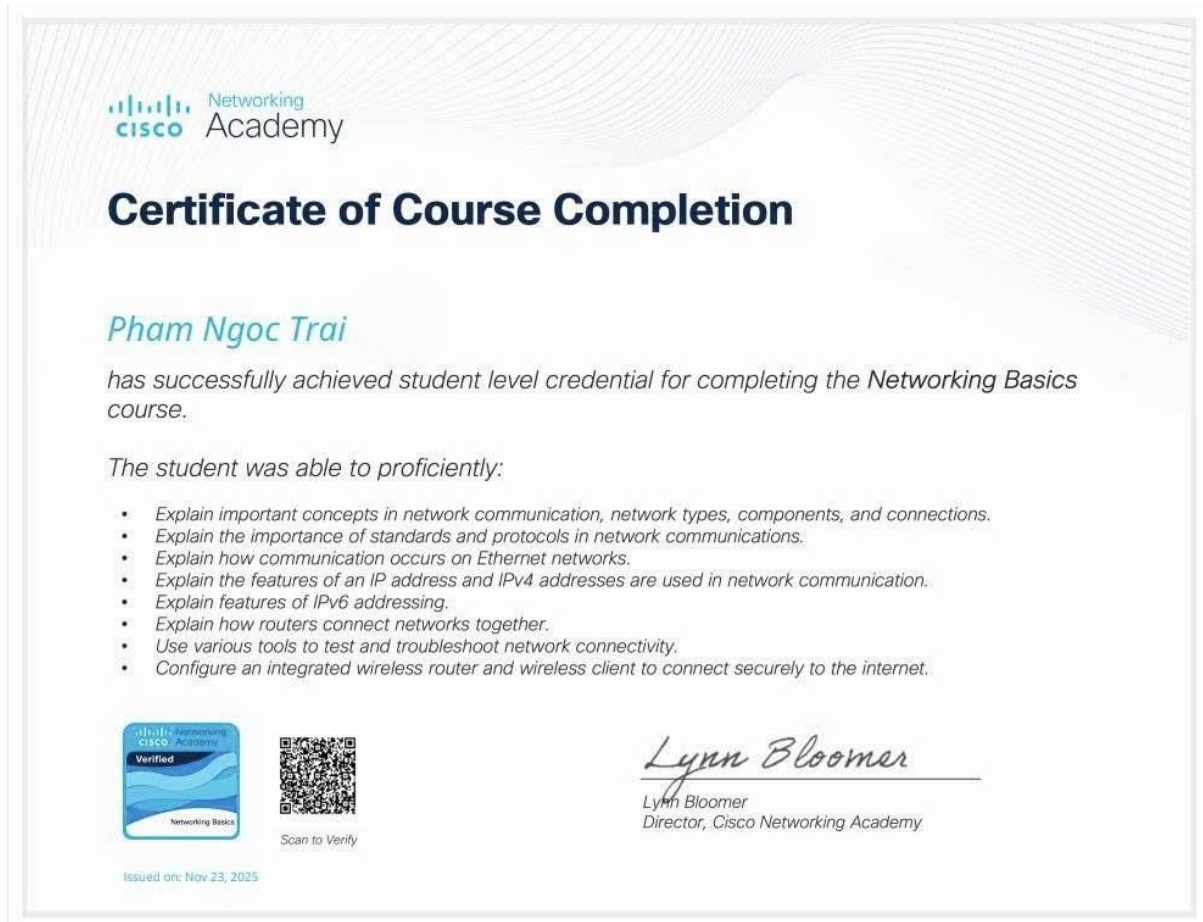 Networking
CISCO Academy
Certificate of Course Completion
Pham Ngoc Trai
has successfully achieved student level credential for completing the Networking Basics
course.
The student was able to proficiently:
• Explain important concepts in network communication, network types, components, and connections.
• Explain the importance of standards and protocols in network communications.
• Explain how communication occurs on Ethernet networks.
• Explain the features of an IP address and IPv4 addresses are used in network communication.
• Explain features of IPv6 addressing.
• Explain how routers connect networks together.
• Use various tools to test and troubleshoot network connectivity.
• Configure an integrated wireless router and wireless client to connect securely to the internet.
Networking
CISCO Academy
Verified
Networking Basics
Scan to Verify
Lynn Bloomer
Lynn Bloomer
Director, Cisco Networking Academy
Issued on: Nov 23, 2025